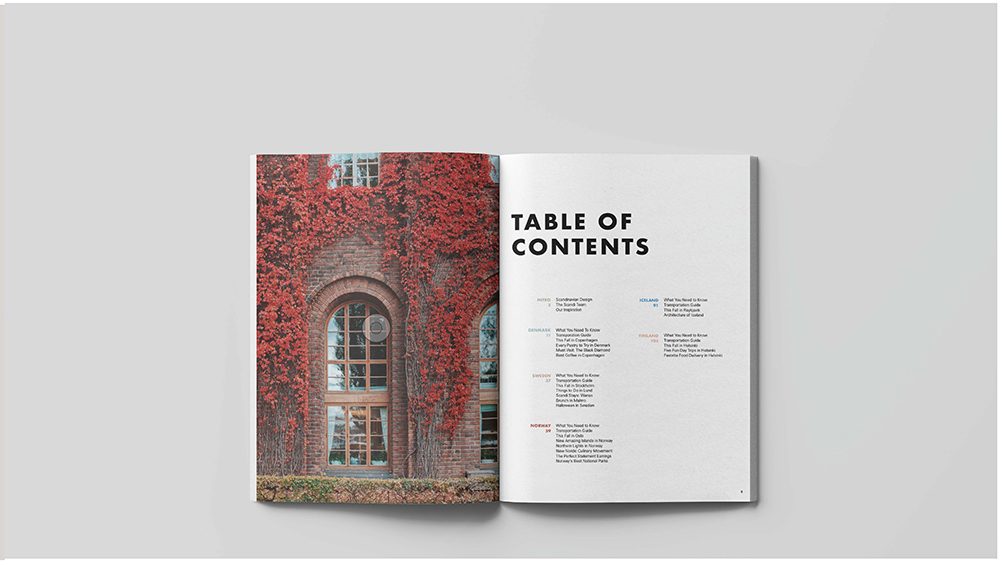 TABLE OF
CONTENTS
INTRO
3
Scandinavian Design
The Scandi Team
Our Inspiration
DENMARK
What You Need To Know
Transportation Guide
This Fall in Copenhagen
Every Pastry to Try in Denmark
Must Visit: The Black Diamond
Best Coffee in Copenhagen
SWEDEN
37
What You Need to Know
Transportation Guide
This Fall in Stockholm
Things to Do in Lund
Scandi Stays:
Brunch in Malmo
Halloween in Sweden
NORWAY
59
What You Need to Know
Transportation Guide
This Fall in Oslo
New Amazing Islands in Norway
Northern Lights in Norway
New Nordic Culinary Movement
The Perfect Statement Earrings
Norway's Best National Parks
ICELAND
81
What You Need to Know
Transportation Guide
This Fall in Reykjavik
Architecture of Iceland
FINLAND
What You Need to Know
Transportation Guide
This Fall in Helsinki
Five Fun Day Trips in Helsinki
Favorite Food Delivery in Helsinki